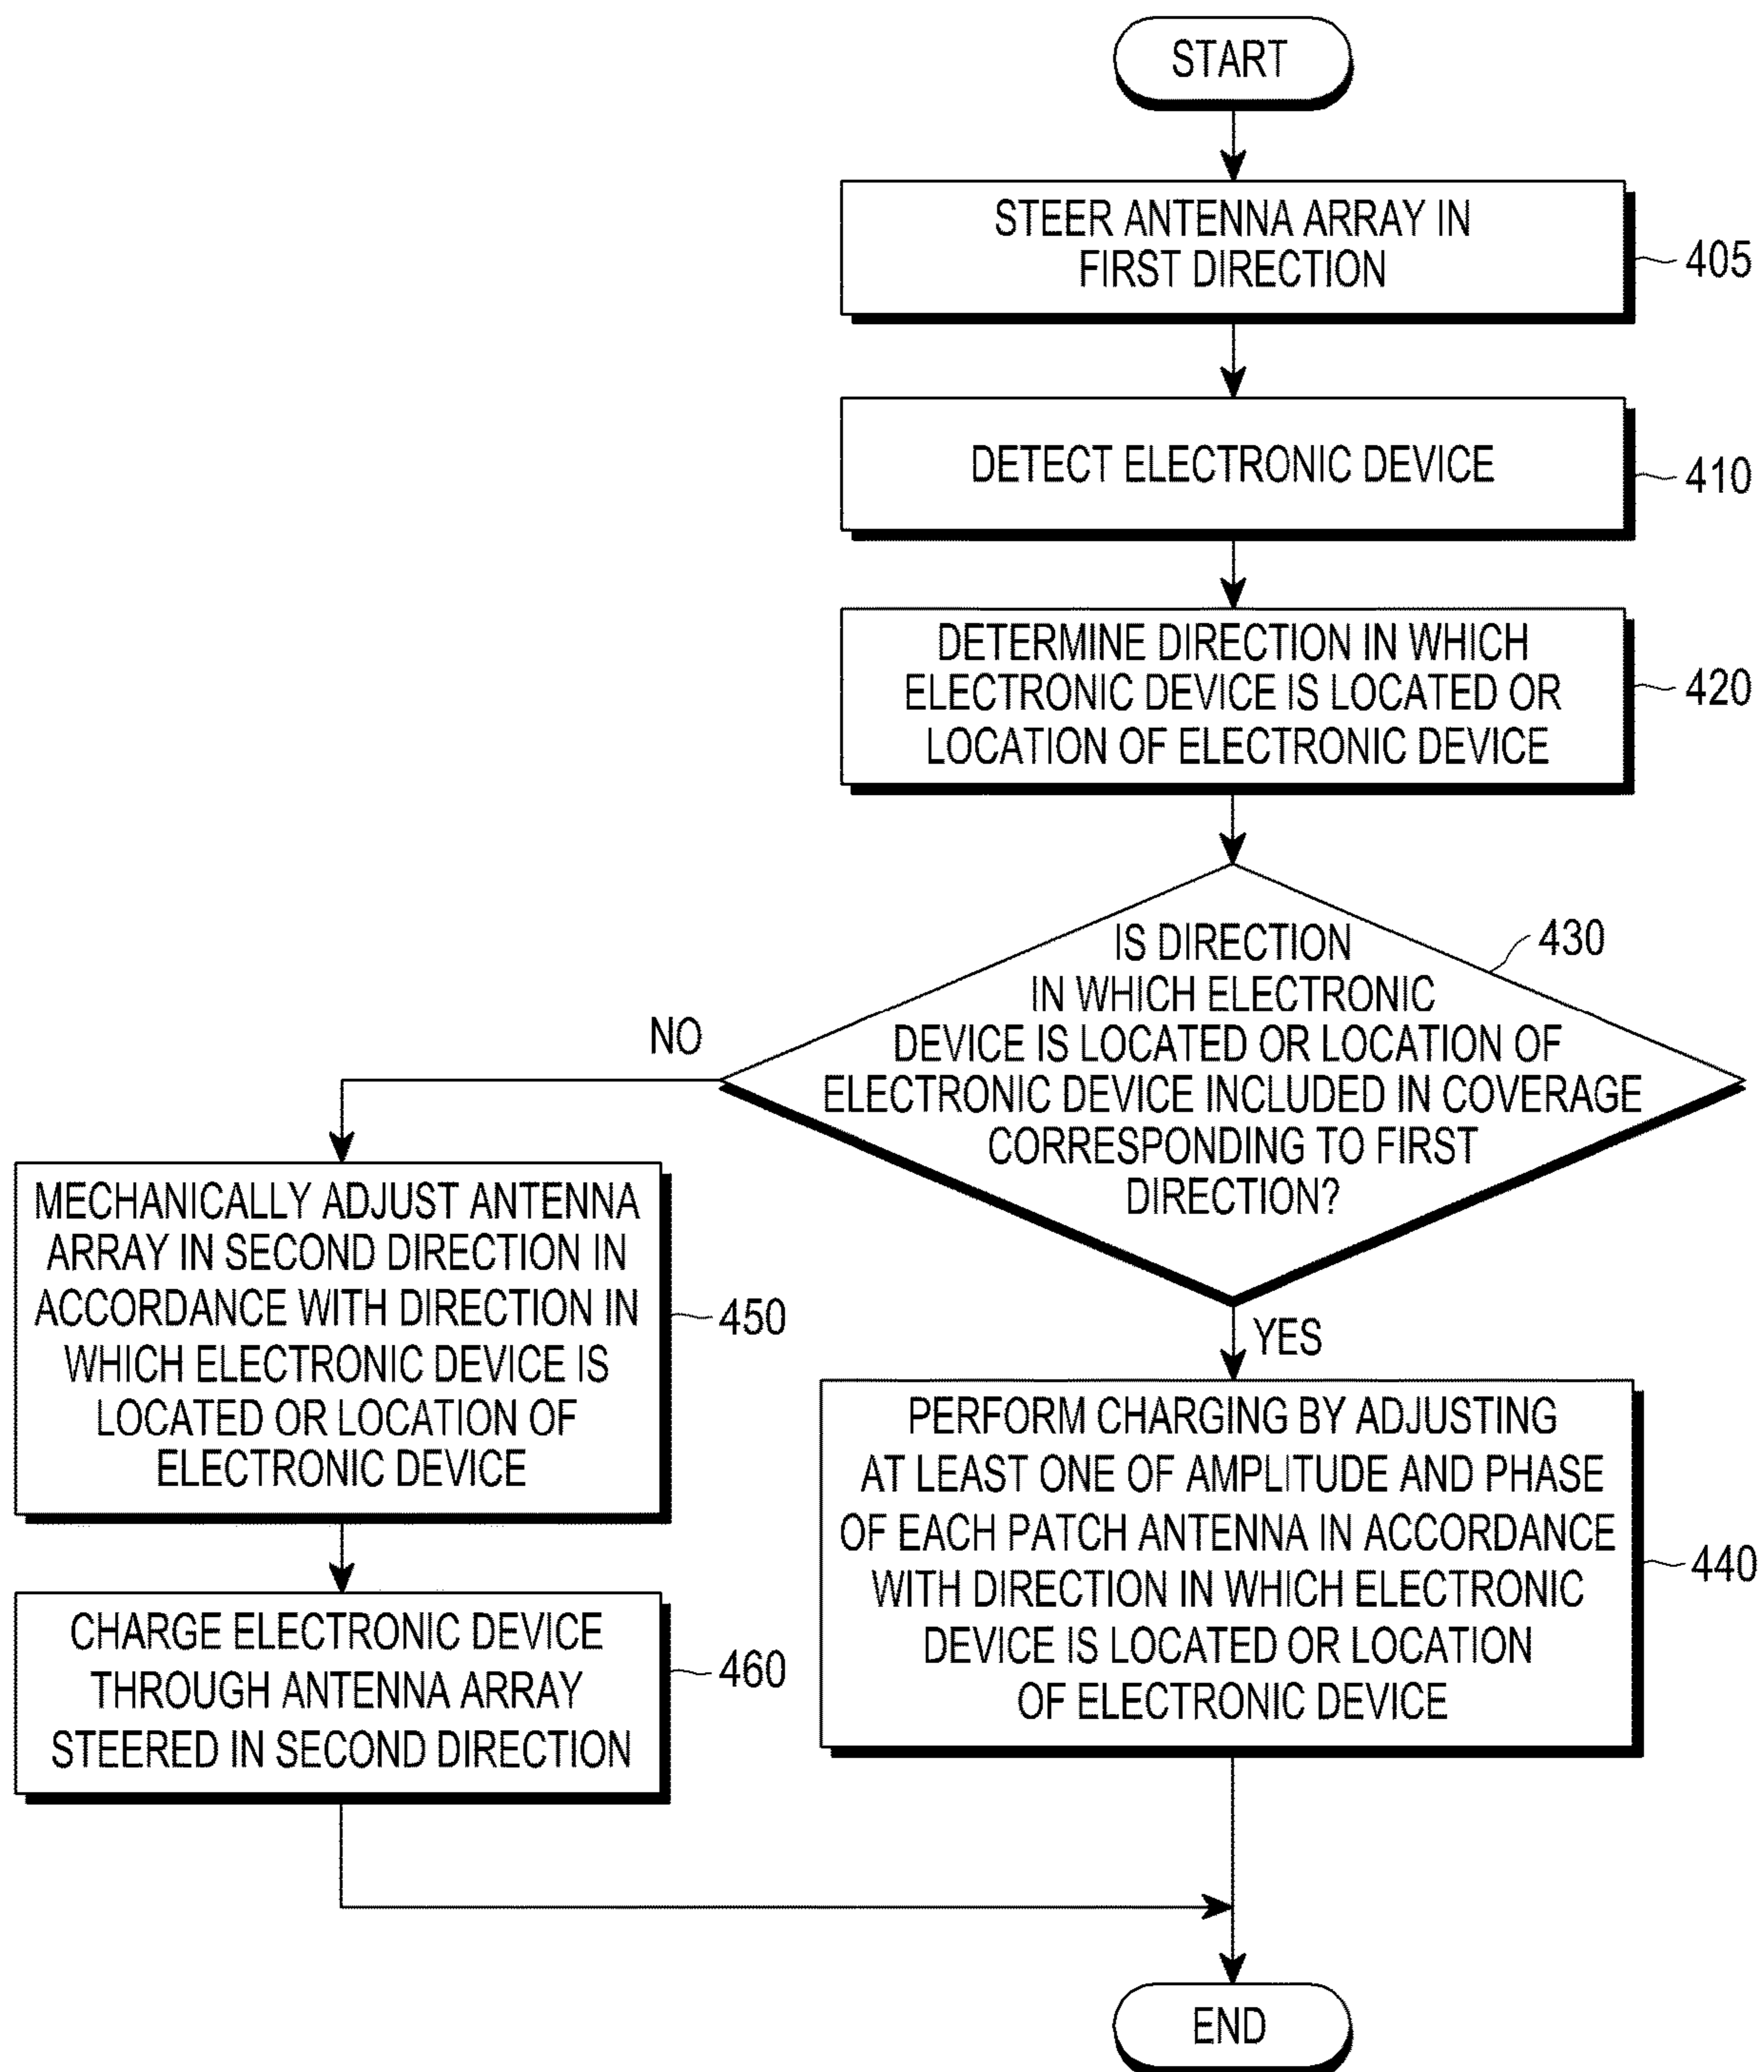 START
STEER ANTENNA ARRAY IN
FIRST DIRECTION
405
DETECT ELECTRONIC DEVICE
410
DETERMINE DIRECTION IN WHICH
ELECTRONIC DEVICE IS LOCATED OR
LOCATION OF ELECTRONIC DEVICE
420
IS DIRECTION
IN WHICH ELECTRONIC
DEVICE IS LOCATED OR LOCATION OF
ELECTRONIC DEVICE INCLUDED IN COVERAGE
CORRESPONDING TO FIRST
DIRECTION?
430
NO
YES
MECHANICALLY ADJUST ANTENNA
ARRAY IN SECOND DIRECTION IN
ACCORDANCE WITH DIRECTION IN
WHICH ELECTRONIC DEVICE IS
LOCATED OR LOCATION OF
ELECTRONIC DEVICE
450
CHARGE ELECTRONIC DEVICE
THROUGH ANTENNA ARRAY
STEERED IN SECOND DIRECTION
460
PERFORM CHARGING BY ADJUSTING
AT LEAST ONE OF AMPLITUDE AND PHASE
OF EACH PATCH ANTENNA IN ACCORDANCE
WITH DIRECTION IN WHICH ELECTRONIC
DEVICE IS LOCATED OR LOCATION
OF ELECTRONIC DEVICE
440
END